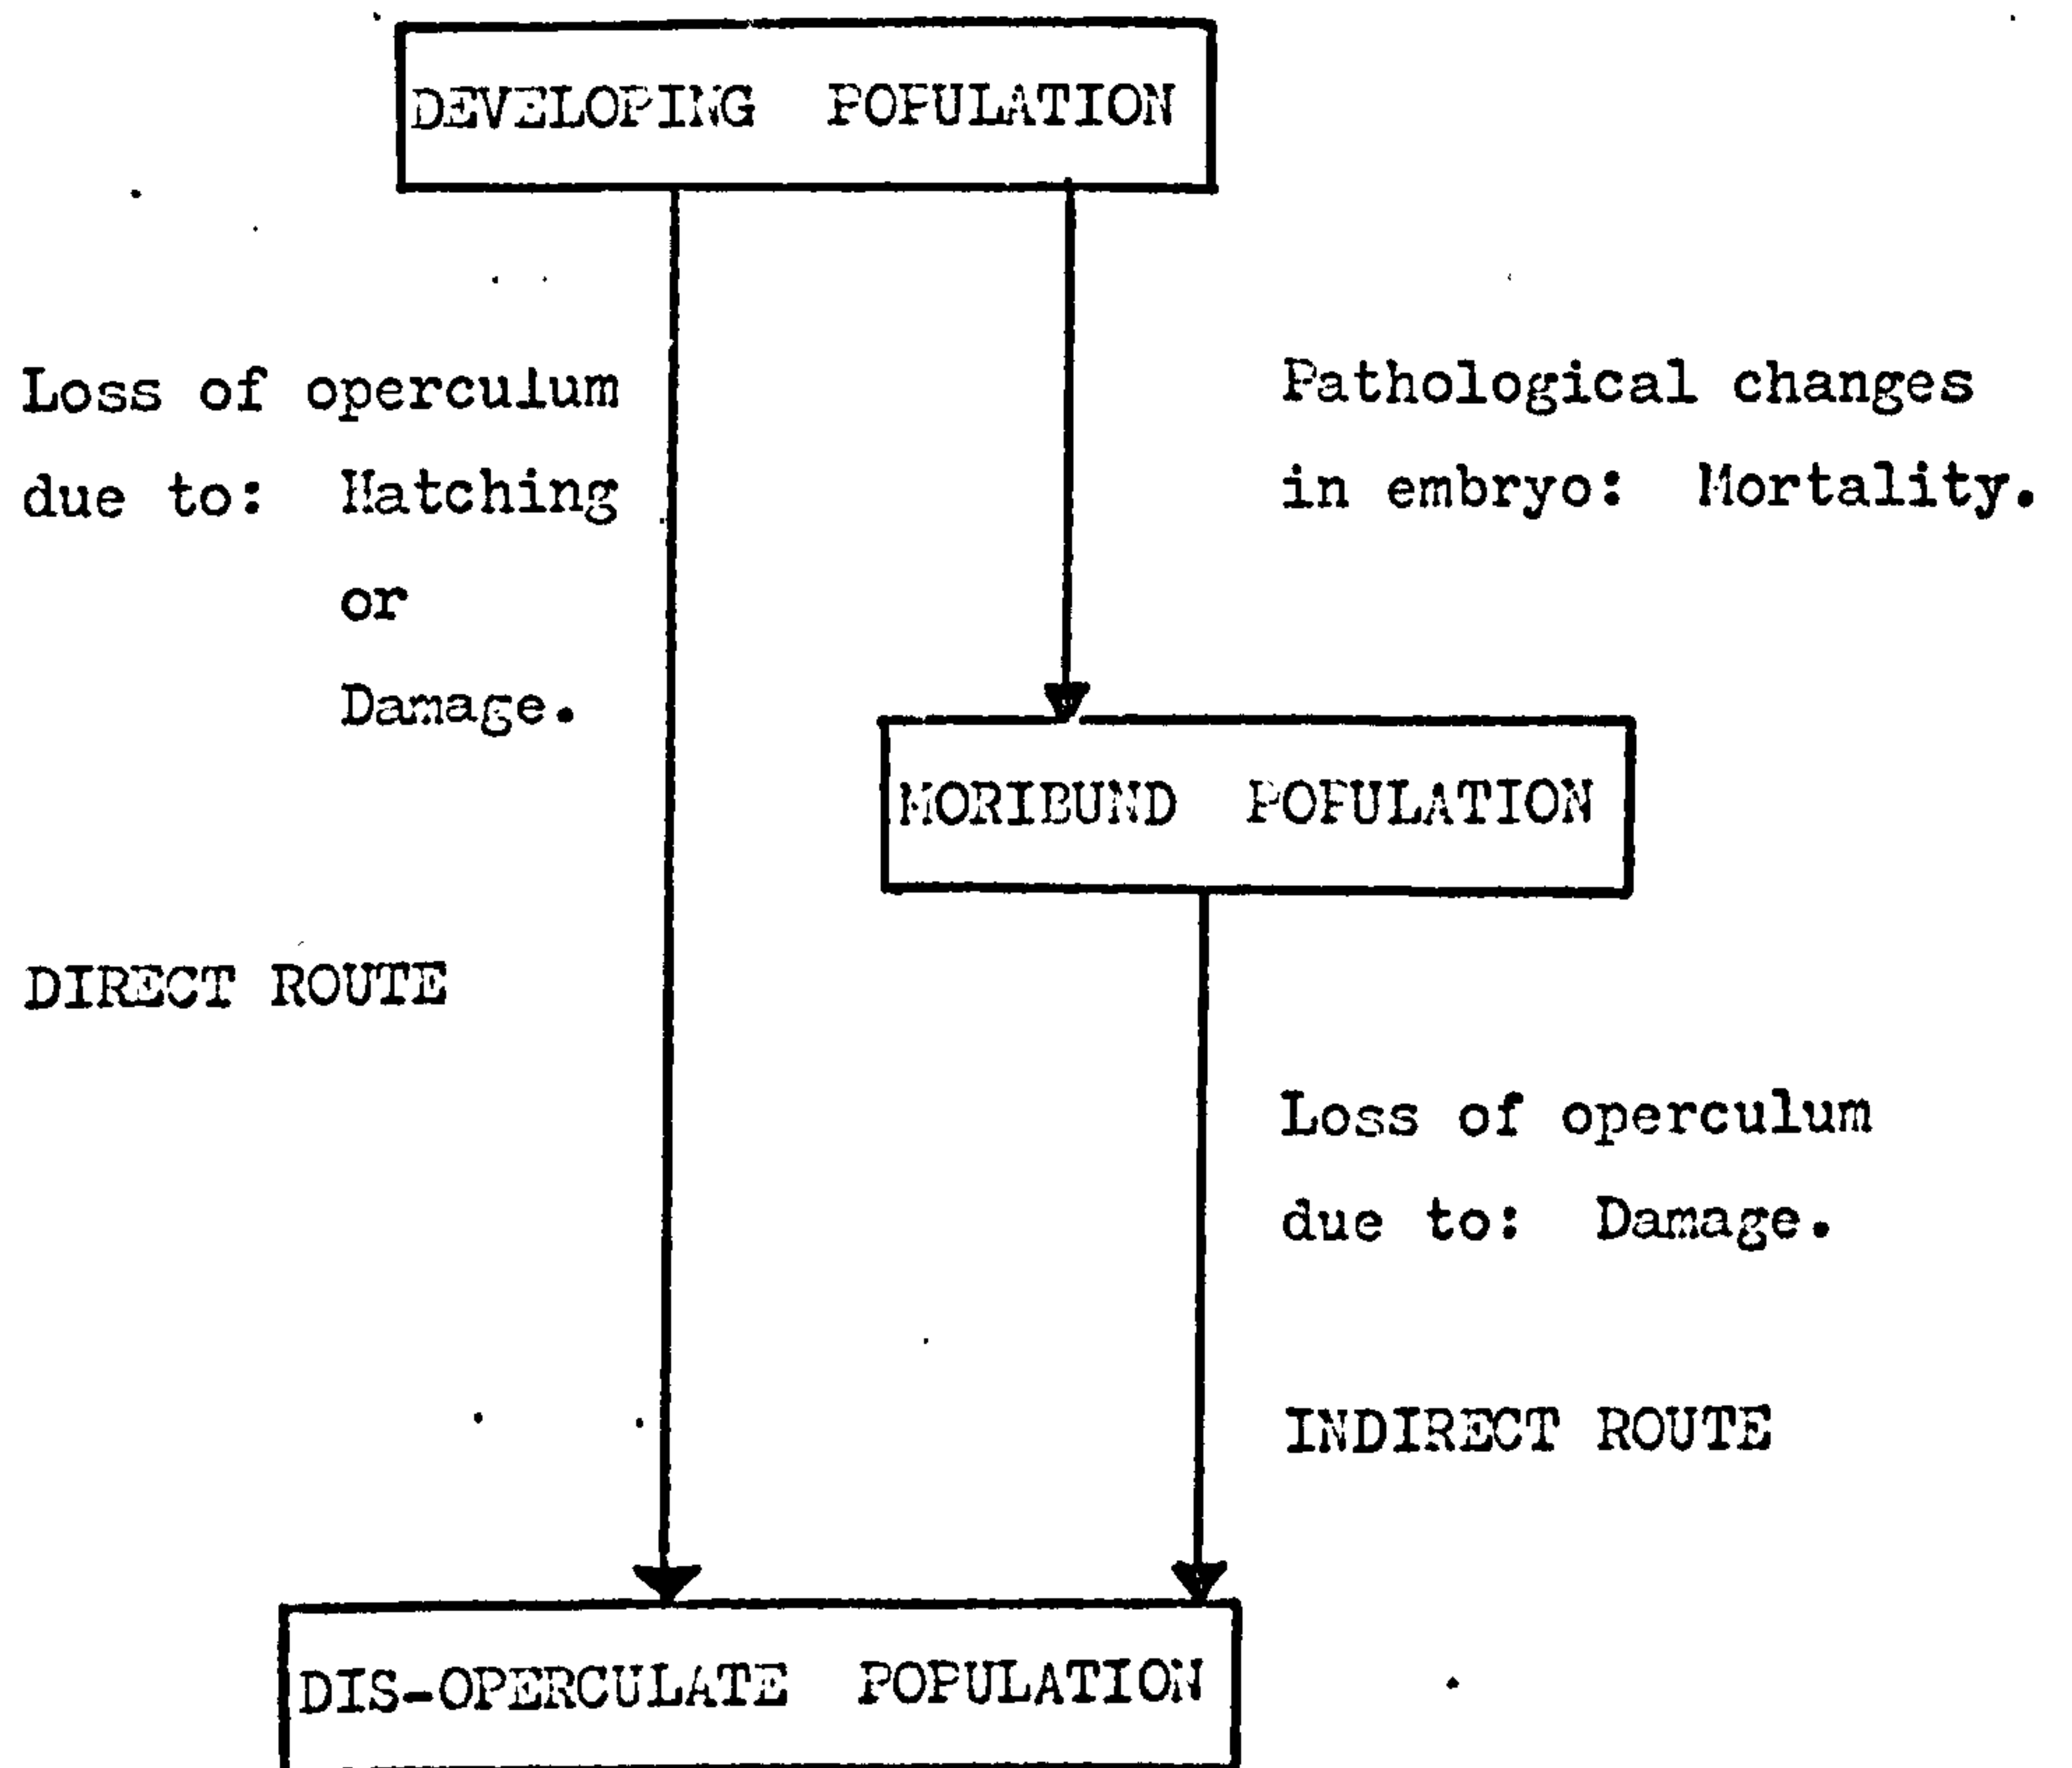 DEVELOPING POPULATION
Loss of operculum
due to: Hatching
or
Damage.
Pathological changes
in embryo: Mortality.
MORIBUND POPULATION
DIRECT ROUTE
Loss of operculum
due to: Damage.
INDIRECT ROUTE
DIS-OPERCULATE POPULATION